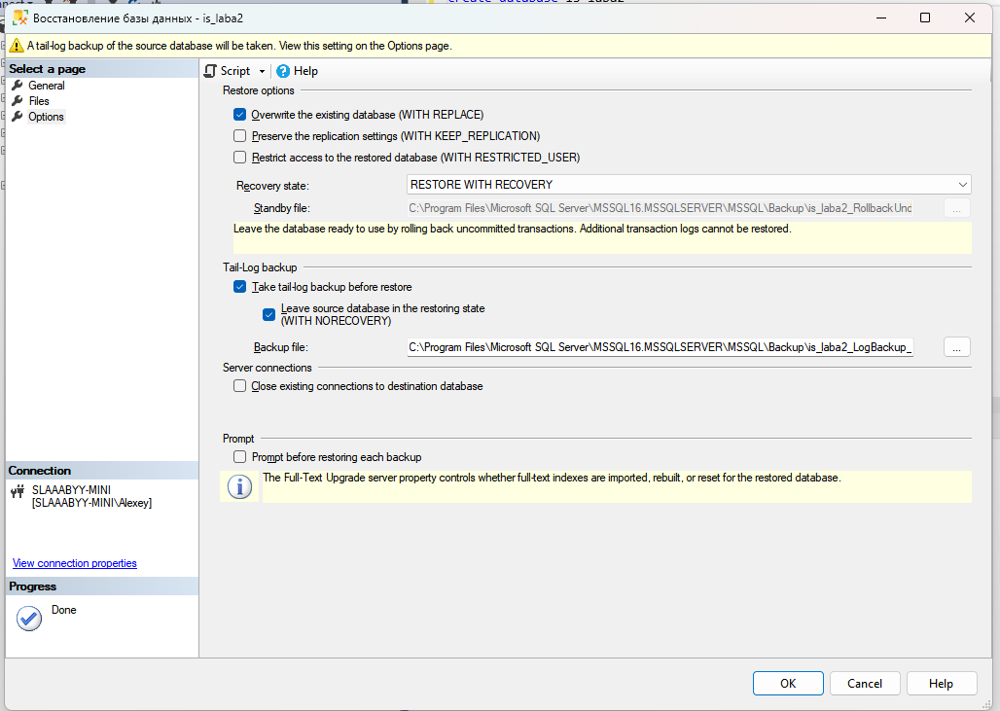 create database is_laba2
Восстановление базы данных - is_laba2
A tail-log backup of the source database will be taken. View this setting on the Options page.
Select a page
General
Files
Options
Script
Help
Restore options
Overwrite the existing database (WITH REPLACE)
Preserve the replication settings (WITH KEEP_REPLICATION)
Restrict access to the restored database (WITH RESTRICTED_USER)
Recovery state:
RESTORE WITH RECOVERY
Standby file:
C:\Program Files\Microsoft SQL Server\MSSQL16.MSSQLSERVER\MSSQL\Backup\is_laba2_RollbackUnd
...
Leave the database ready to use by rolling back uncommitted transactions. Additional transaction logs cannot be restored.
Tail-Log backup
Take tail-log backup before restore
Leave source database in the restoring state
(WITH NORECOVERY)
Backup file:
C:\Program Files\Microsoft SQL Server\MSSQL16.MSSQLSERVER\MSSQL\Backup\is_laba2_LogBackup_
...
Server connections
Close existing connections to destination database
Prompt
Prompt before restoring each backup
The Full-Text Upgrade server property controls whether full-text indexes are imported, rebuilt, or reset for the restored database.
Connection
SLAAABYY-MINI
[SLAAABYY-MINI\Alexey]
View connection properties
Progress
Done
OK
Cancel
Help